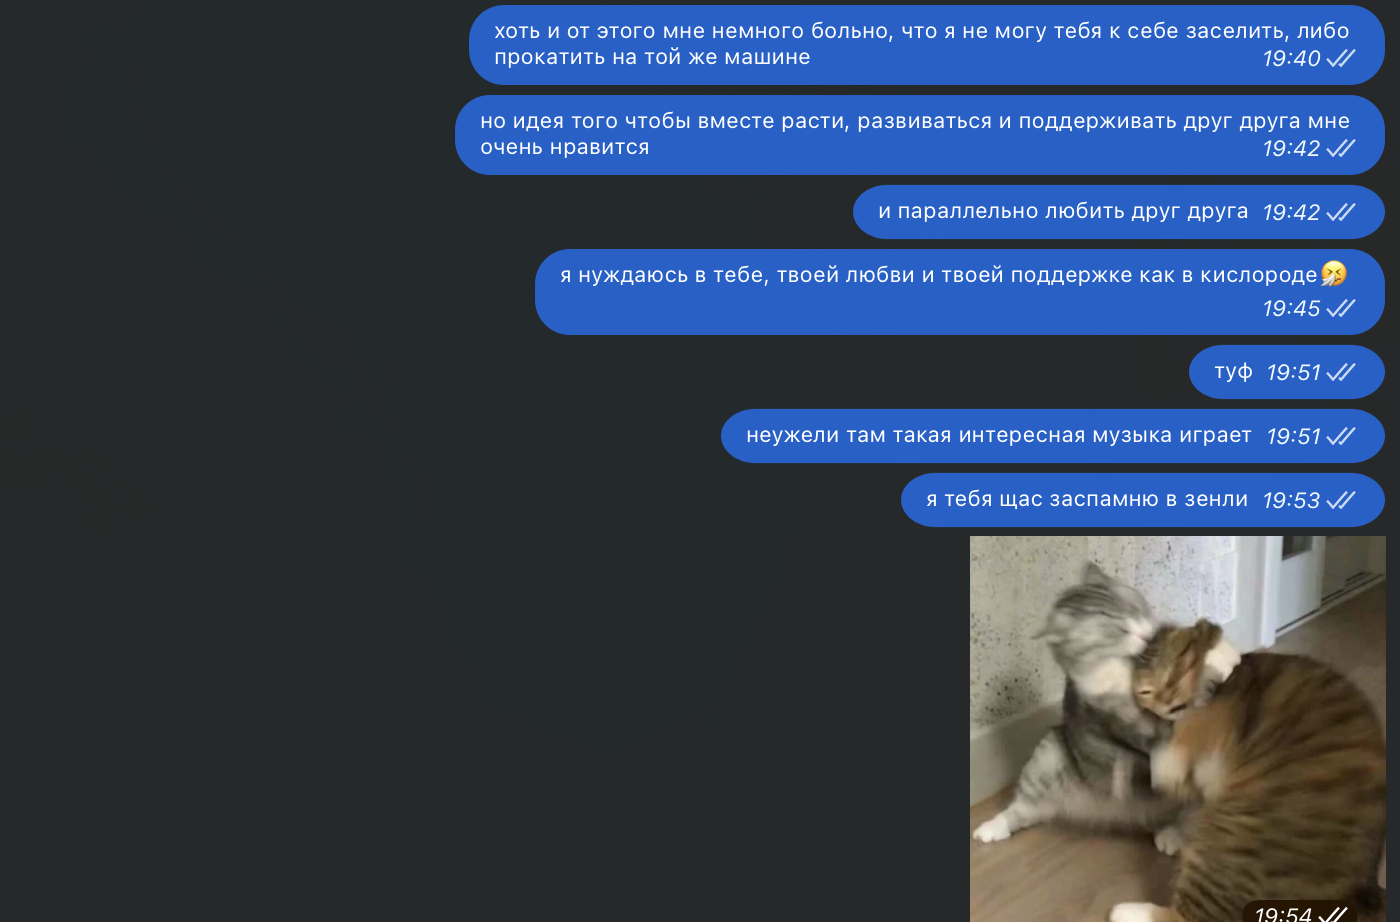 хоть и от этого мне немного больно, что я не могу тебя к себе заселить, либо
прокатить на той же машине
19:40
но идея того чтобы вместе расти, развиваться и поддерживать друг друга мне
очень нравится
19:42
и параллельно любить друг друга 19:42
я нуждаюсь в тебе, твоей любви и твоей поддержке как в кислороде🤧
19:45
туф 19:51
неужели там такая интересная музыка играет 19:51
я тебя щас заспамню в зенли 19:53
19:54